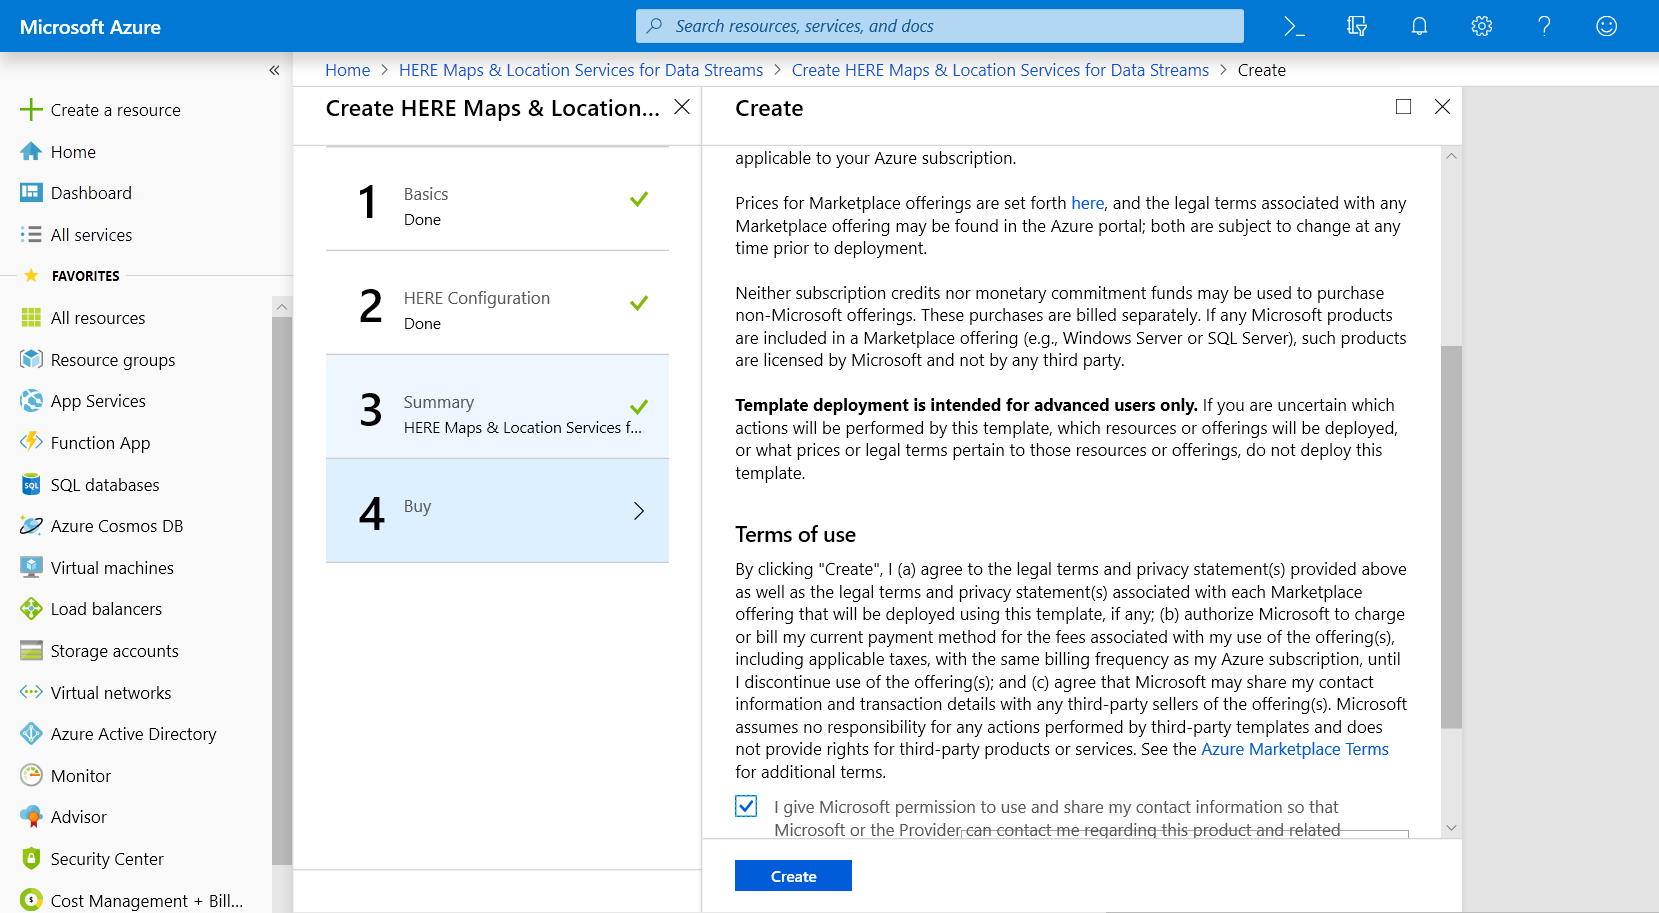 Microsoft Azure
Search resources, services, and docs
Home > HERE Maps & Location Services for Data Streams > Create HERE Maps & Location Services for Data Streams > Create
Create a resource
Home
Dashboard
All services
FAVORITES
All resources
Resource groups
App Services
Function App
SQL databases
Azure Cosmos DB
Virtual machines
Load balancers
Storage accounts
Virtual networks
Azure Active Directory
Monitor
Advisor
Security Center
Cost Management + Bill...
Create HERE Maps & Location...
1
Basics
Done
2
HERE Configuration
Done
3
Summary
HERE Maps & Location Services f...
4
Buy
Create
applicable to your Azure subscription.
Prices for Marketplace offerings are set forth here, and the legal terms associated with any
Marketplace offering may be found in the Azure portal; both are subject to change at any
time prior to deployment.
Neither subscription credits nor monetary commitment funds may be used to purchase
non-Microsoft offerings. These purchases are billed separately. If any Microsoft products
are included in a Marketplace offering (e.g., Windows Server or SQL Server), such products
are licensed by Microsoft and not by any third party.
Template deployment is intended for advanced users only. If you are uncertain which
actions will be performed by this template, which resources or offerings will be deployed,
or what prices or legal terms pertain to those resources or offerings, do not deploy this
template.
Terms of use
By clicking "Create", I (a) agree to the legal terms and privacy statement(s) provided above
as well as the legal terms and privacy statement(s) associated with each Marketplace
offering that will be deployed using this template, if any; (b) authorize Microsoft to charge
or bill my current payment method for the fees associated with my use of the offering(s),
including applicable taxes, with the same billing frequency as my Azure subscription, until
I discontinue use of the offering(s); and (c) agree that Microsoft may share my contact
information and transaction details with any third-party sellers of the offering(s). Microsoft
assumes no responsibility for any actions performed by third-party templates and does
not provide rights for third-party products or services. See the Azure Marketplace Terms
for additional terms.
I give Microsoft permission to use and share my contact information so that
Microsoft or the Provider can contact me regarding this product and related
Create